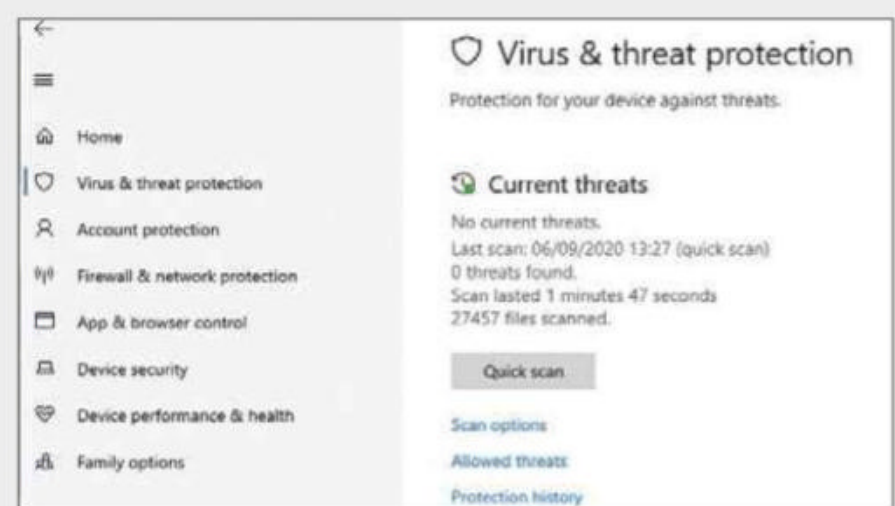 Home
Virus & threat protection
Account protection
Firewall & network protection
App & browser control
Device security
Device performance & health
Family options
Virus & threat protection
Protection for your device against threats.
Current threats
No current threats.
Last scan: 06/09/2020 13:27 (quick scan)
0 threats found.
Scan lasted 1 minutes 47 seconds
27457 files scanned.
Quick scan
Scan options
Allowed threats
Protection history